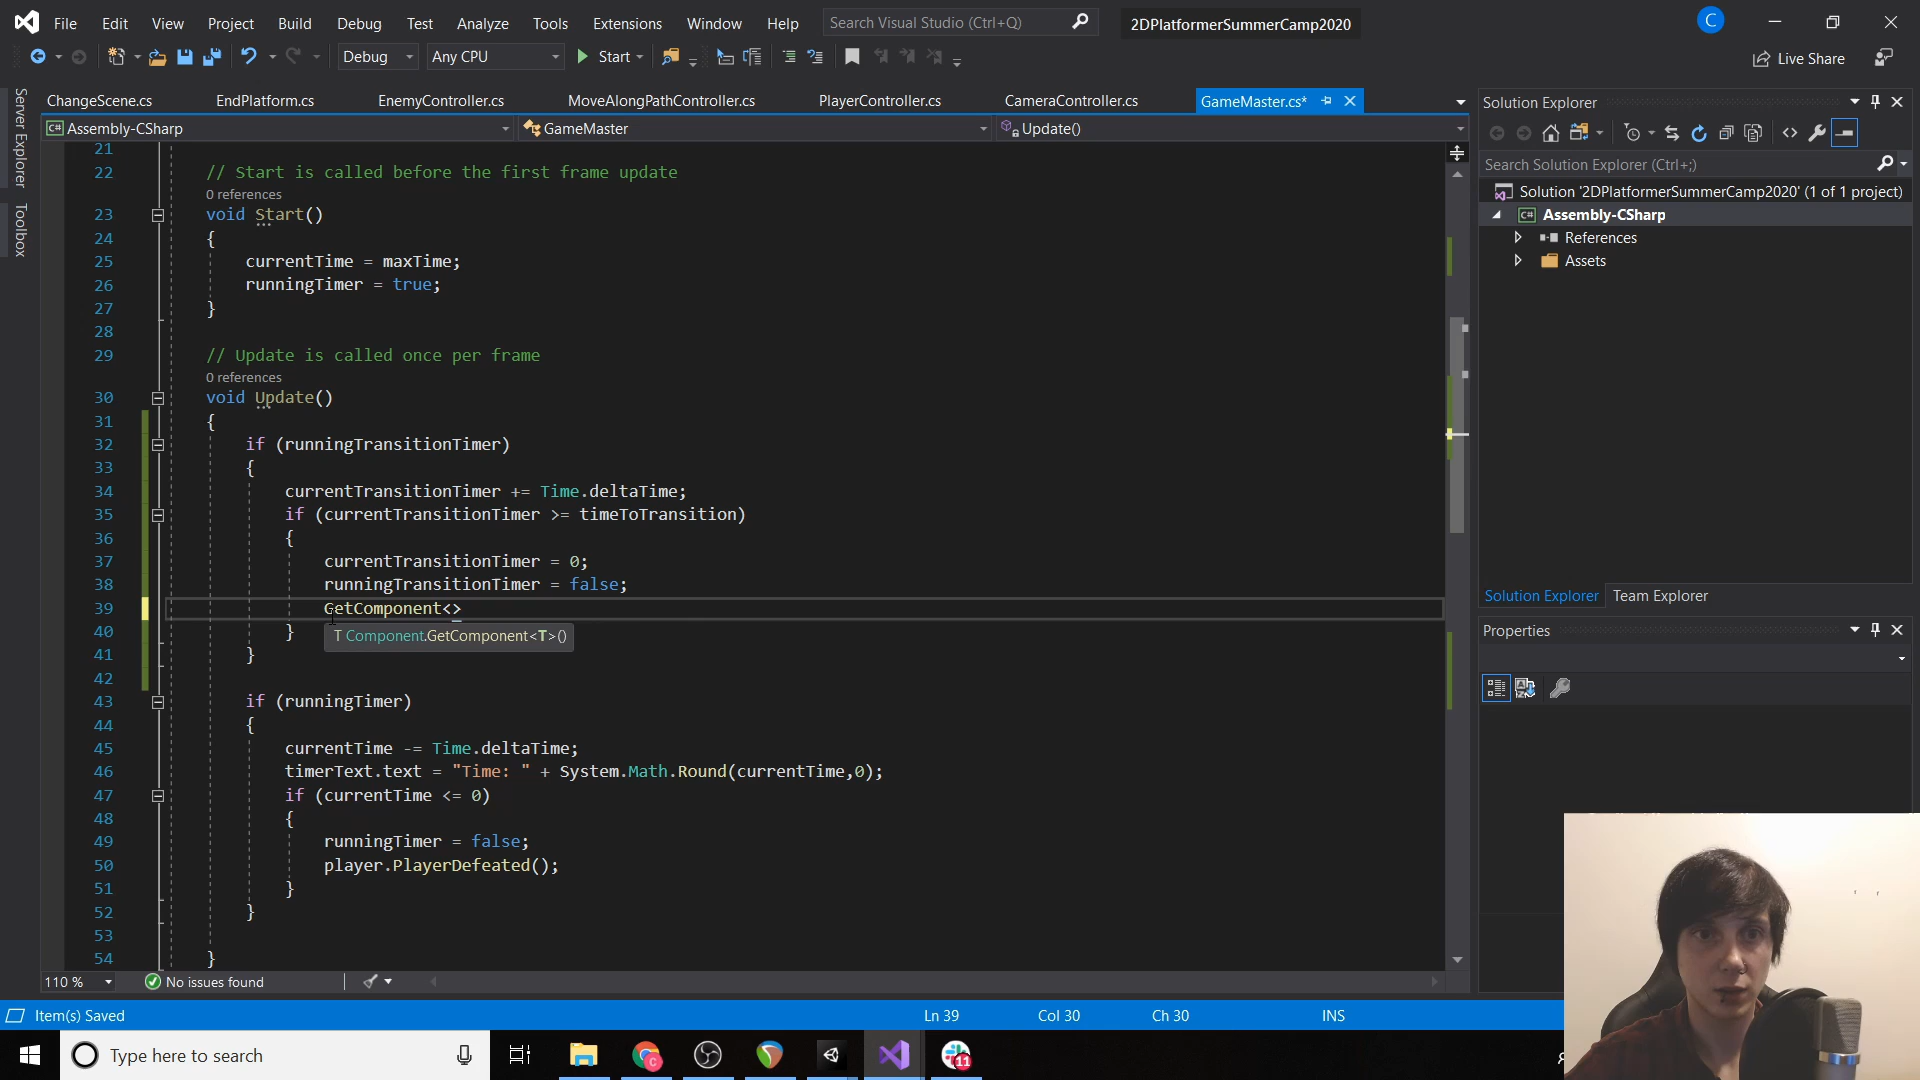 File Edit View Project Build Debug Test Analyze Tools Extensions Window Help Search Visual Studio (Ctrl+Q) 2DPlatformerSummerCamp2020 C
Debug Any CPU Start Live Share
Server Explorer
Toolbox
ChangeScene.cs EndPlatform.cs EnemyController.cs MoveAlongPathController.cs PlayerController.cs CameraController.cs GameMaster.cs*
C# Assembly-CSharp GameMaster Update()
21
22 // Start is called before the first frame update
0 references
23 void Start()
24 {
25 currentTime = maxTime;
26 runningTimer = true;
27 }
28
29 // Update is called once per frame
0 references
30 void Update()
31 {
32 if (runningTransitionTimer)
33 {
34 currentTransitionTimer += Time.deltaTime;
35 if (currentTransitionTimer >= timeToTransition)
36 {
37 currentTransitionTimer = 0;
38 runningTransitionTimer = false;
39 GetComponent<>
40 }
T Component.GetComponent<T>()
41 }
42
43 if (runningTimer)
44 {
45 currentTime -= Time.deltaTime;
46 timerText.text = "Time: " + System.Math.Round(currentTime,0);
47 if (currentTime <= 0)
48 {
49 runningTimer = false;
50 player.PlayerDefeated();
51 }
52 }
53
54 }
110 % No issues found
Solution Explorer
Search Solution Explorer (Ctrl+;)
Solution '2DPlatformerSummerCamp2020' (1 of 1 project)
C# Assembly-CSharp
References
Assets
Solution Explorer Team Explorer
Properties
Item(s) Saved Ln 39 Col 30 Ch 30 INS
Type here to search
C
11